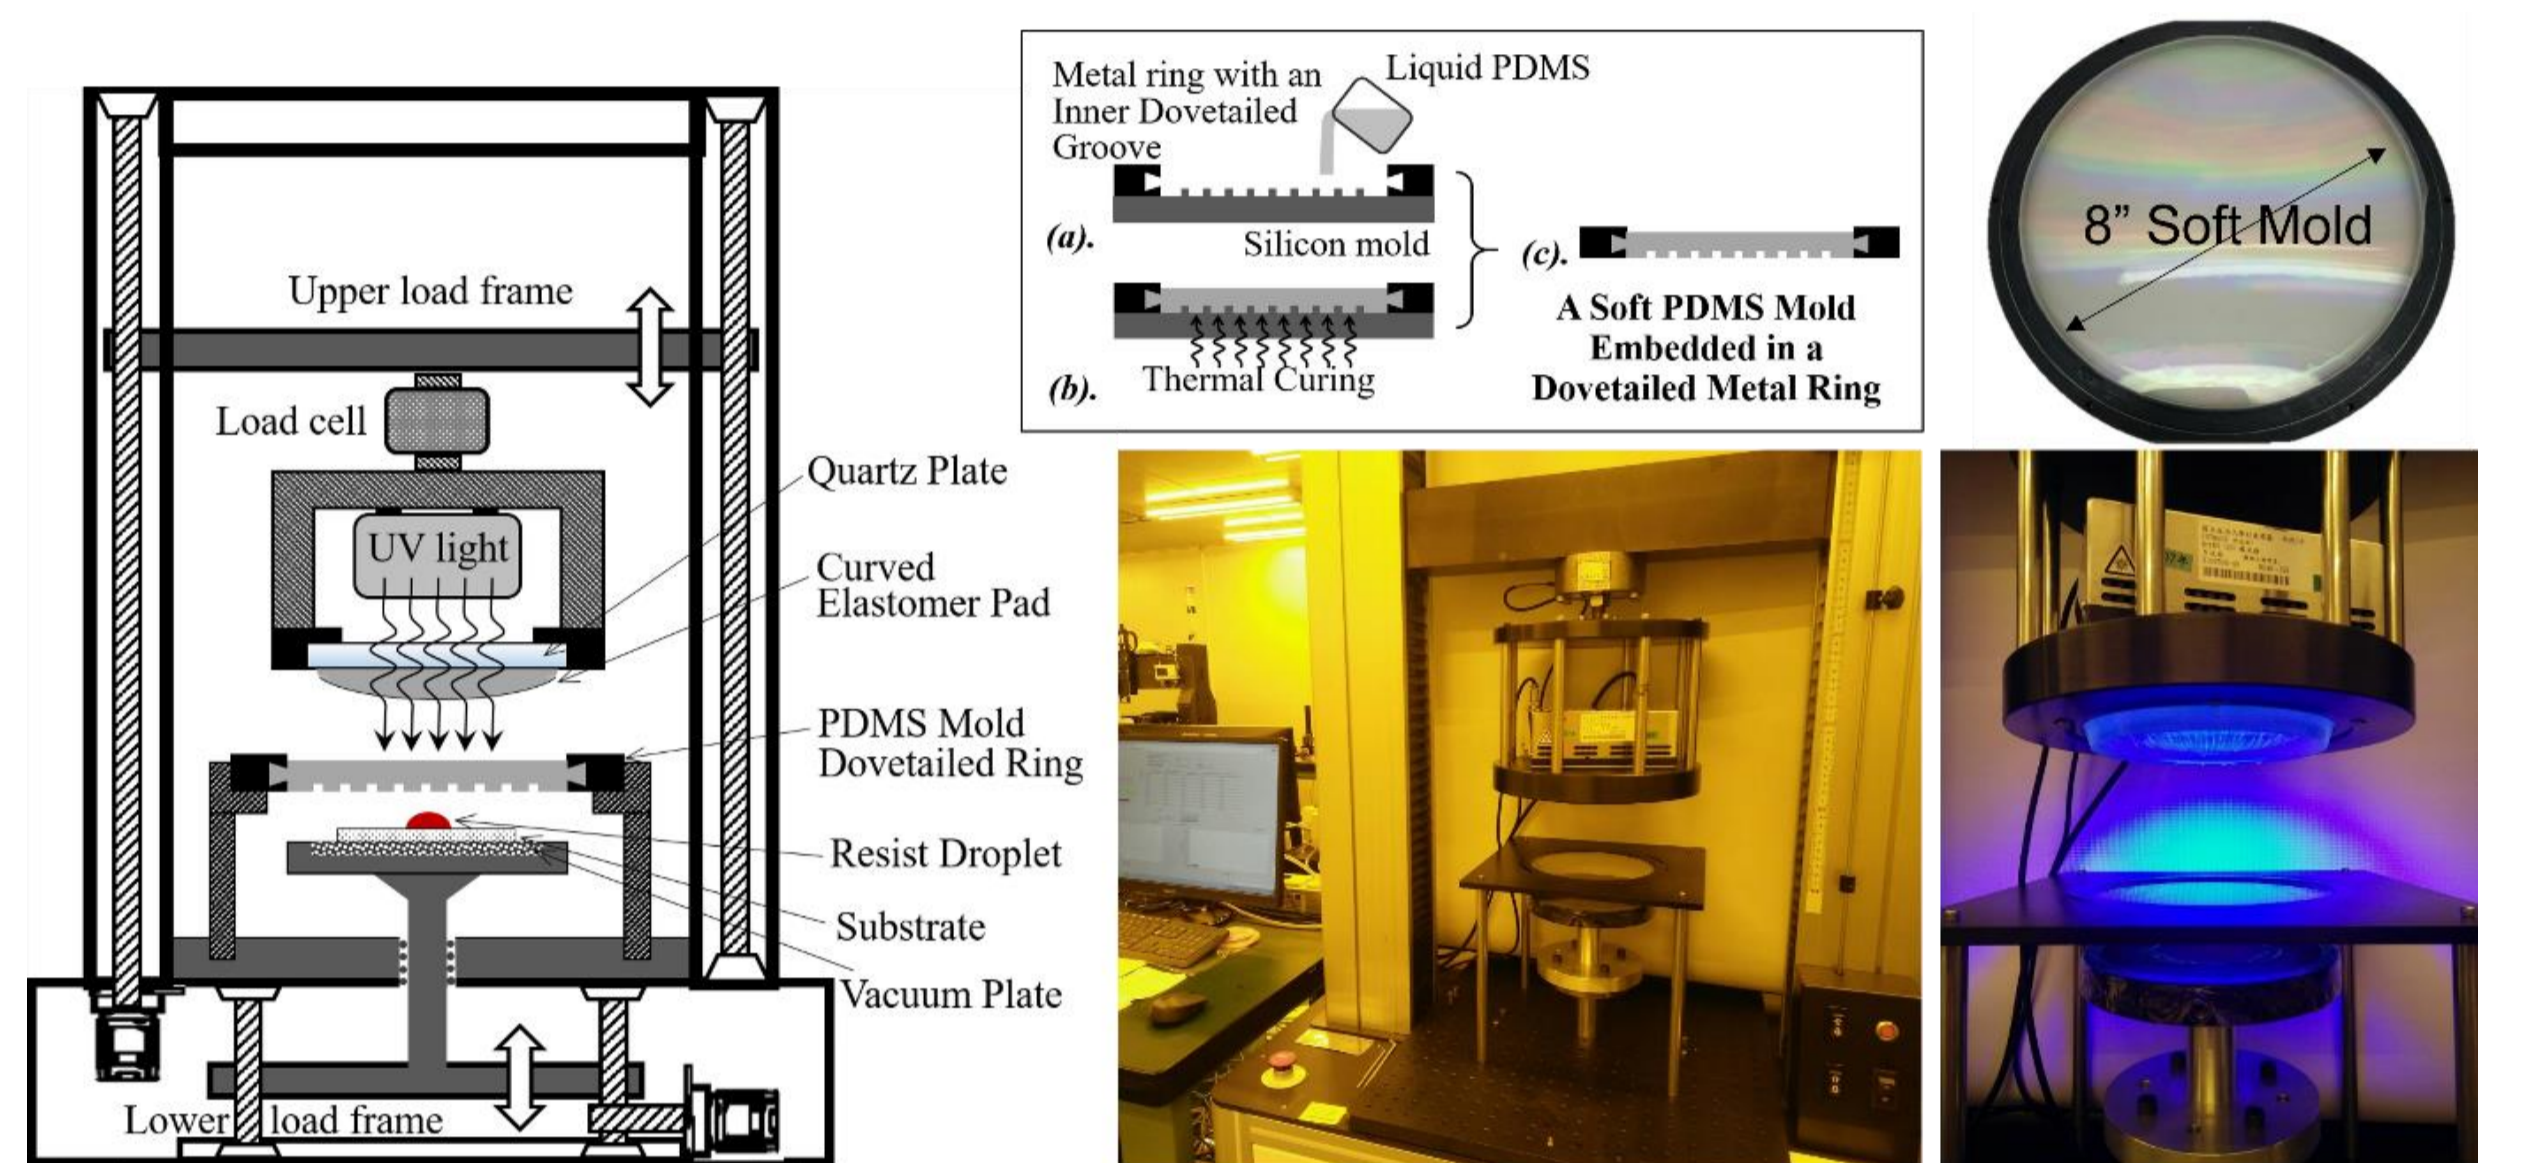 Upper load frame
Load cell
UV light
Quartz Plate
Curved
Elastomer Pad
PDMS Mold
Dovetailed Ring
Resist Droplet
Substrate
Vacuum Plate
Lower load frame
Metal ring with an
Inner Dovetailed
Groove
Liquid PDMS
(a).
Silicon mold
(b).
Thermal Curing
(c).
A Soft PDMS Mold
Embedded in a
Dovetailed Metal Ring
8” Soft Mold